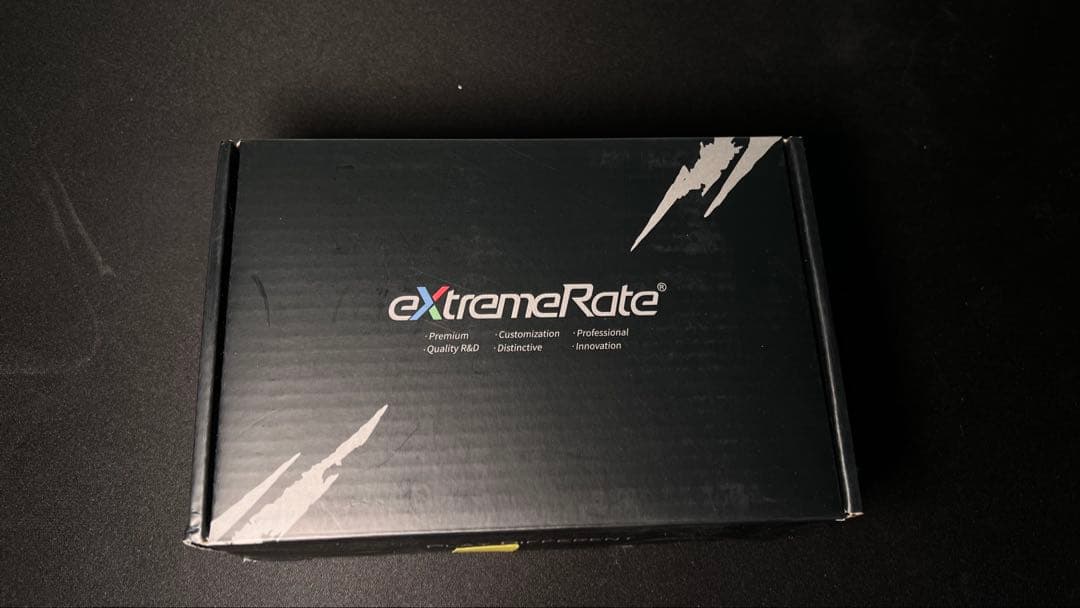 eXtremeRate®
·Premium ·Customization ·Professional
·Quality R&D ·Distinctive ·Innovation